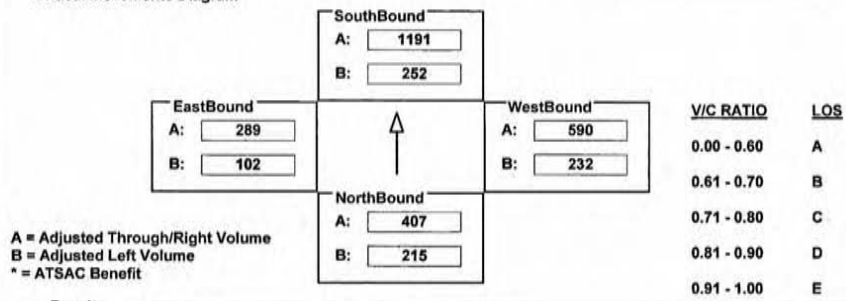 SouthBound
A: 1191
B: 252
EastBound
A: 289
B: 102
WestBound
A: 590
B: 232
NorthBound
A: 407
B: 215
A = Adjusted Through/Right Volume
B = Adjusted Left Volume
* = ATSAC Benefit
V/C RATIO LOS
0.00 - 0.60 A
0.61 - 0.70 B
0.71 - 0.80 C
0.81 - 0.90 D
0.91 - 1.00 E